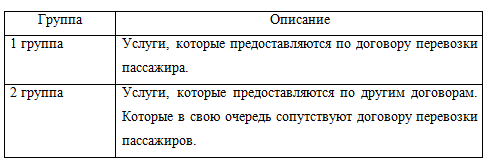 Группа Описание
1 группа Услуги, которые предоставляются по договору перевозки
пассажира.
2 группа Услуги, которые предоставляются по другим договорам.
Которые в свою очередь сопутствуют договору перевозки
пассажиров.